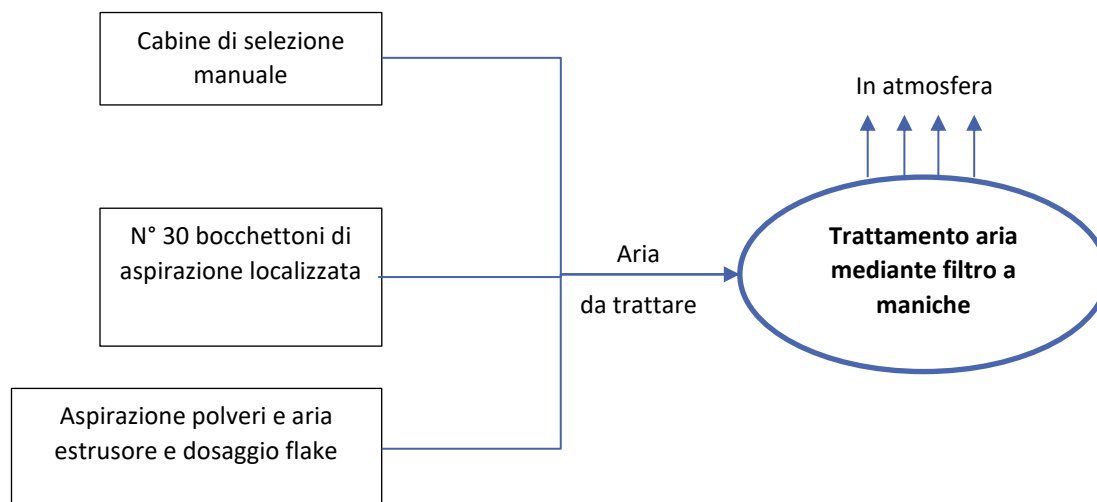 Cabine di selezione
manuale
N° 30 bocchettoni di
aspirazione localizzata
Aspirazione polveri e aria
estrusore e dosaggio flake
Aria
da trattare
In atmosfera
Trattamento aria
mediante filtro a
maniche